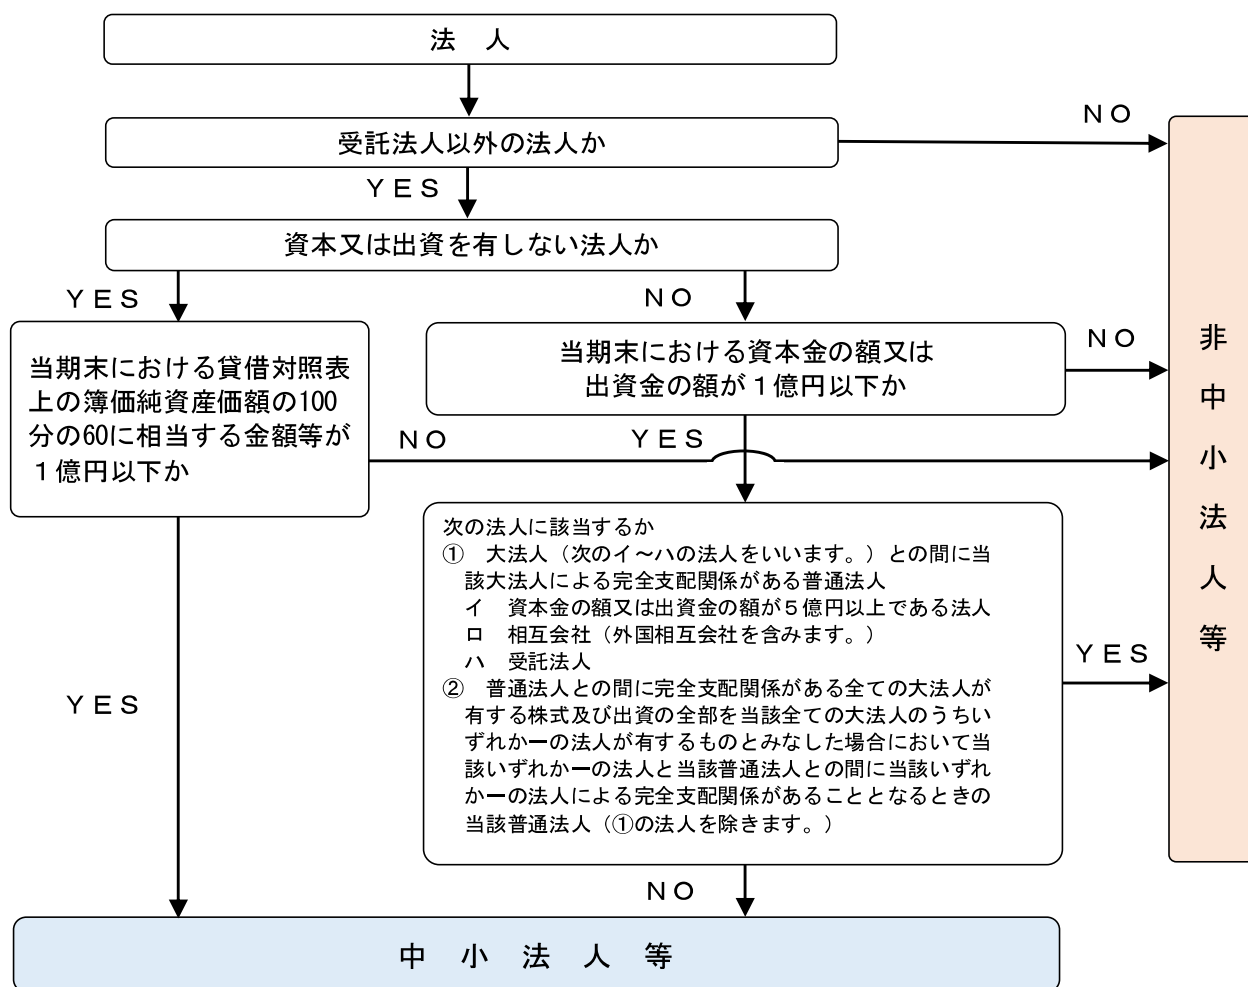 法　人
受託法人以外の法人か
ＮＯ
ＹＥＳ
資本又は出資を有しない法人か
ＹＥＳ
ＮＯ
当期末における貸借対照表
上の簿価純資産価額の100
分の60に相当する金額等が
１億円以下か
当期末における資本金の額又は
出資金の額が１億円以下か
ＮＯ
ＮＯ
ＹＥＳ
次の法人に該当するか
①　大法人（次のイ～ハの法人をいいます。）との間に当
該大法人による完全支配関係がある普通法人
イ　資本金の額又は出資金の額が５億円以上である法人
ロ　相互会社（外国相互会社を含みます。）
ハ　受託法人
②　普通法人との間に完全支配関係がある全ての大法人が
有する株式及び出資の全部を当該全ての大法人のうちい
ずれか一の法人が有するものとみなした場合において当
該いずれか一の法人と当該普通法人との間に当該いずれ
か一の法人による完全支配関係があることとなるときの
当該普通法人（①の法人を除きます。）
ＹＥＳ
ＹＥＳ
ＮＯ
非中小法人等
中小法人等